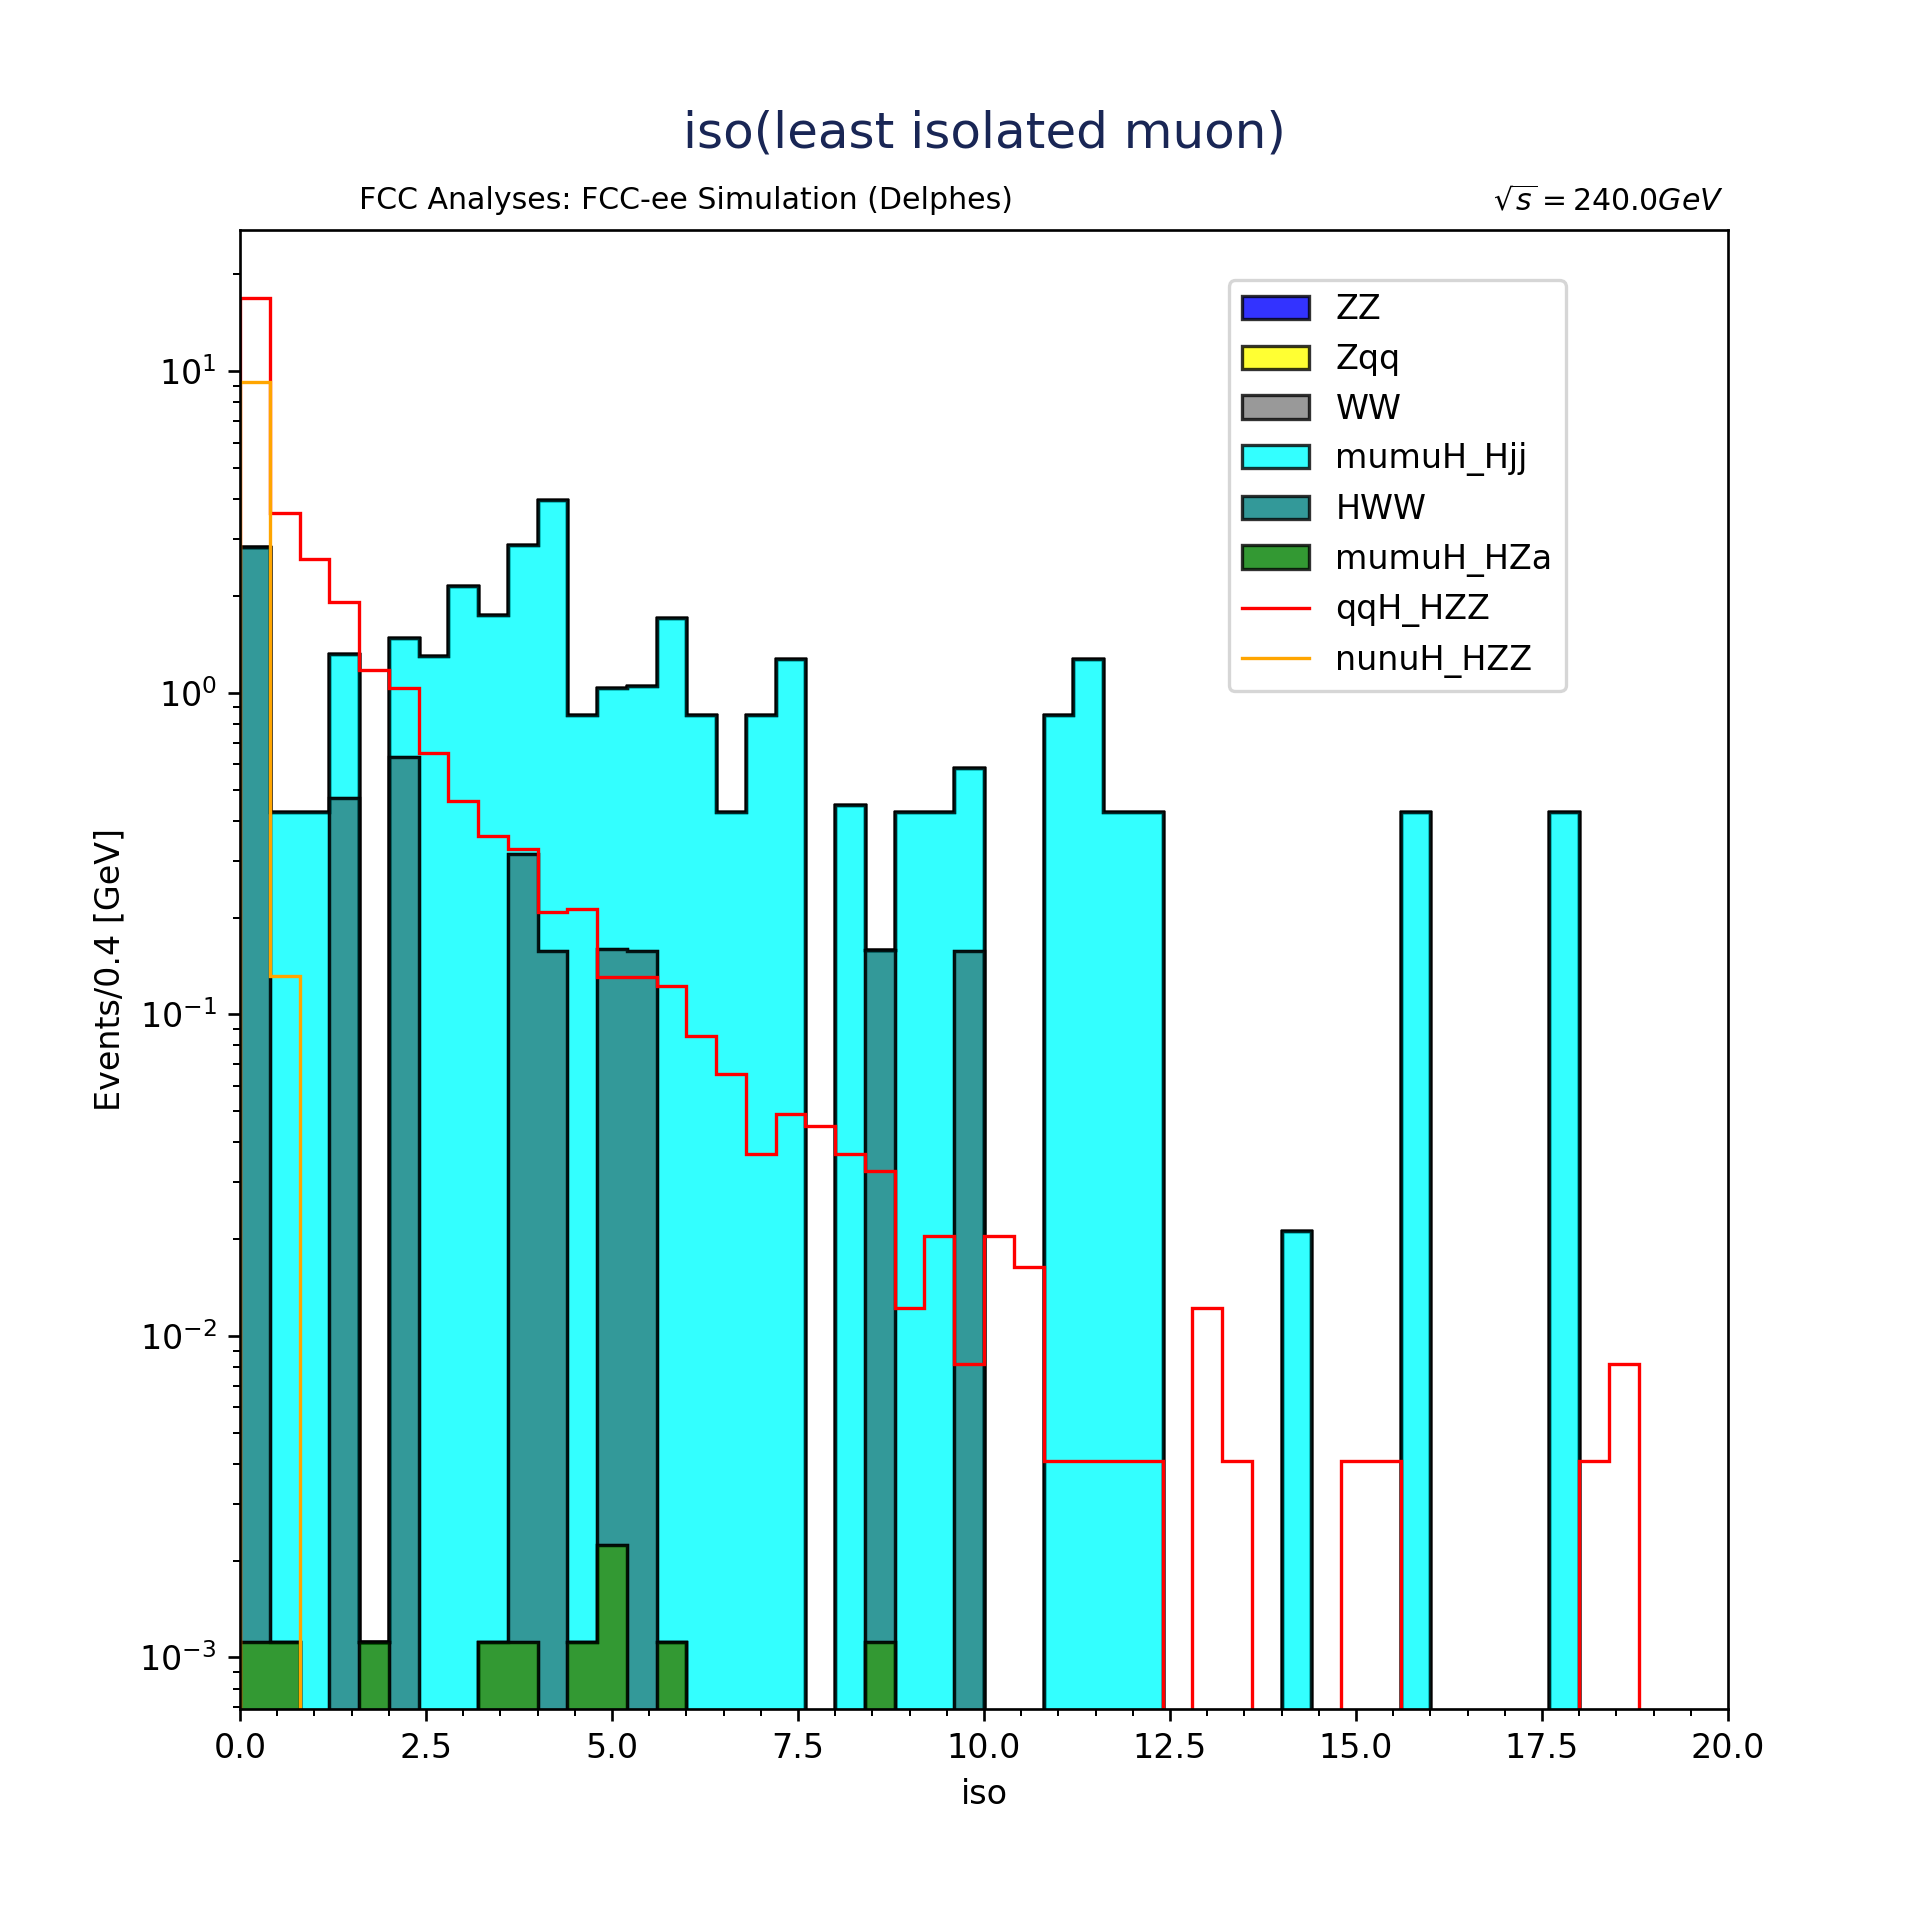 iso(least isolated muon)
FCC Analyses: FCC-ee Simulation (Delphes)
√s = 240.0GeV
ZZ
Zqq
WW
mumuH_Hjj
HWW
mumuH_HZa
qqH_HZZ
nunuH_HZZ
Events/0.4 [GeV]
10¹
10⁰
10⁻¹
10⁻²
10⁻³
0.0 2.5 5.0 7.5 10.0 12.5 15.0 17.5 20.0
iso